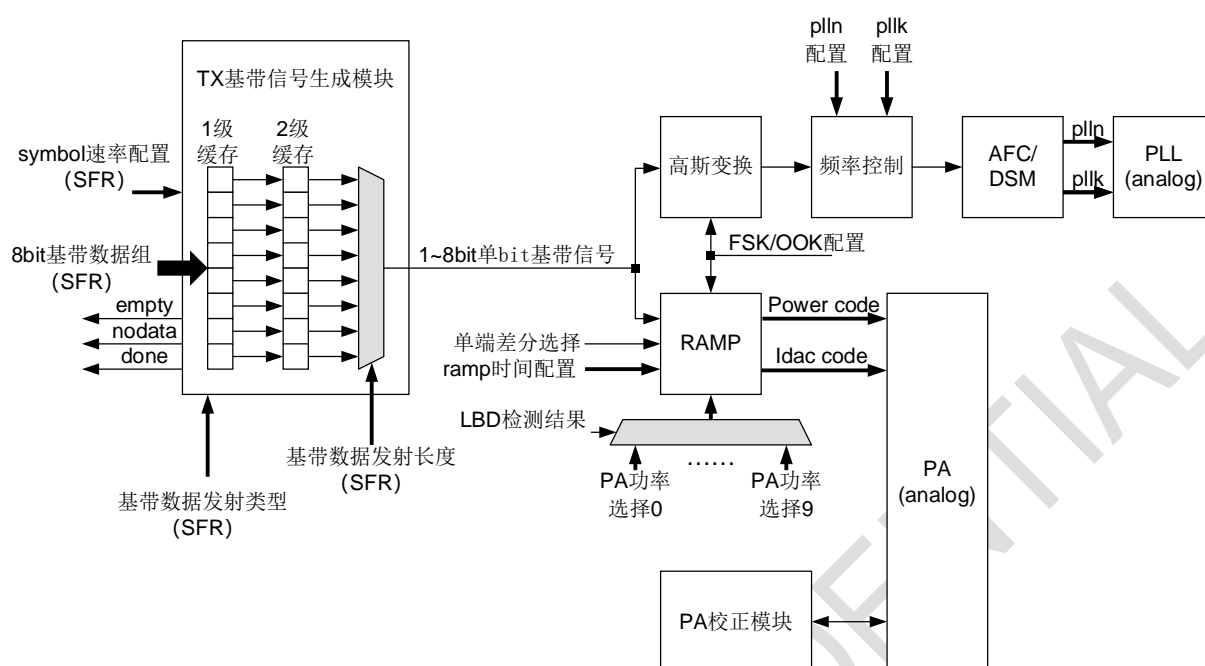 plln
配置
pllk
配置
TX基带信号生成模块
1级
缓存
2级
缓存
symbol速率配置
(SFR)
8bit基带数据组
(SFR)
empty
nodata
done
1~8bit单bit基带信号
高斯变换
频率控制
AFC/
DSM
plln
pllk
PLL
(analog)
FSK/OOK配置
单端差分选择
ramp时间配置
RAMP
Power code
Idac code
LBD检测结果
PA功率
选择0
......
PA功率
选择9
基带数据发射长度
(SFR)
基带数据发射类型
(SFR)
PA
(analog)
PA校正模块